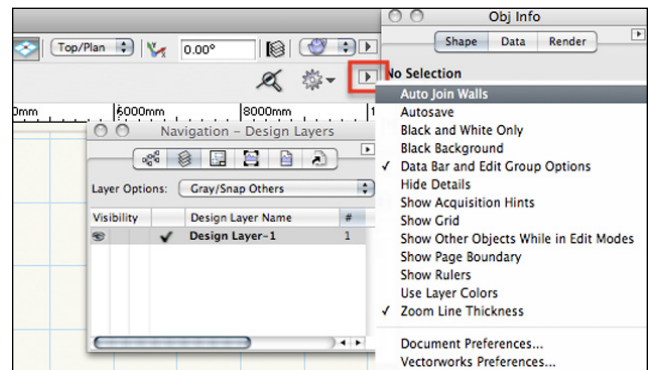 Obj Info
Top/Plan 0.00°
Shape Data Render
No Selection
0mm 6000mm 8000mm 1
Auto Join Walls
Autosave
Black and White Only
Black Background
✓ Data Bar and Edit Group Options
Hide Details
Show Acquisition Hints
Show Grid
Show Other Objects While in Edit Modes
Show Page Boundary
Show Rulers
Use Layer Colors
✓ Zoom Line Thickness
Document Preferences...
Vectorworks Preferences...
Navigation – Design Layers
Layer Options: Gray/Snap Others
Visibility Design Layer Name #
✓ Design Layer-1 1